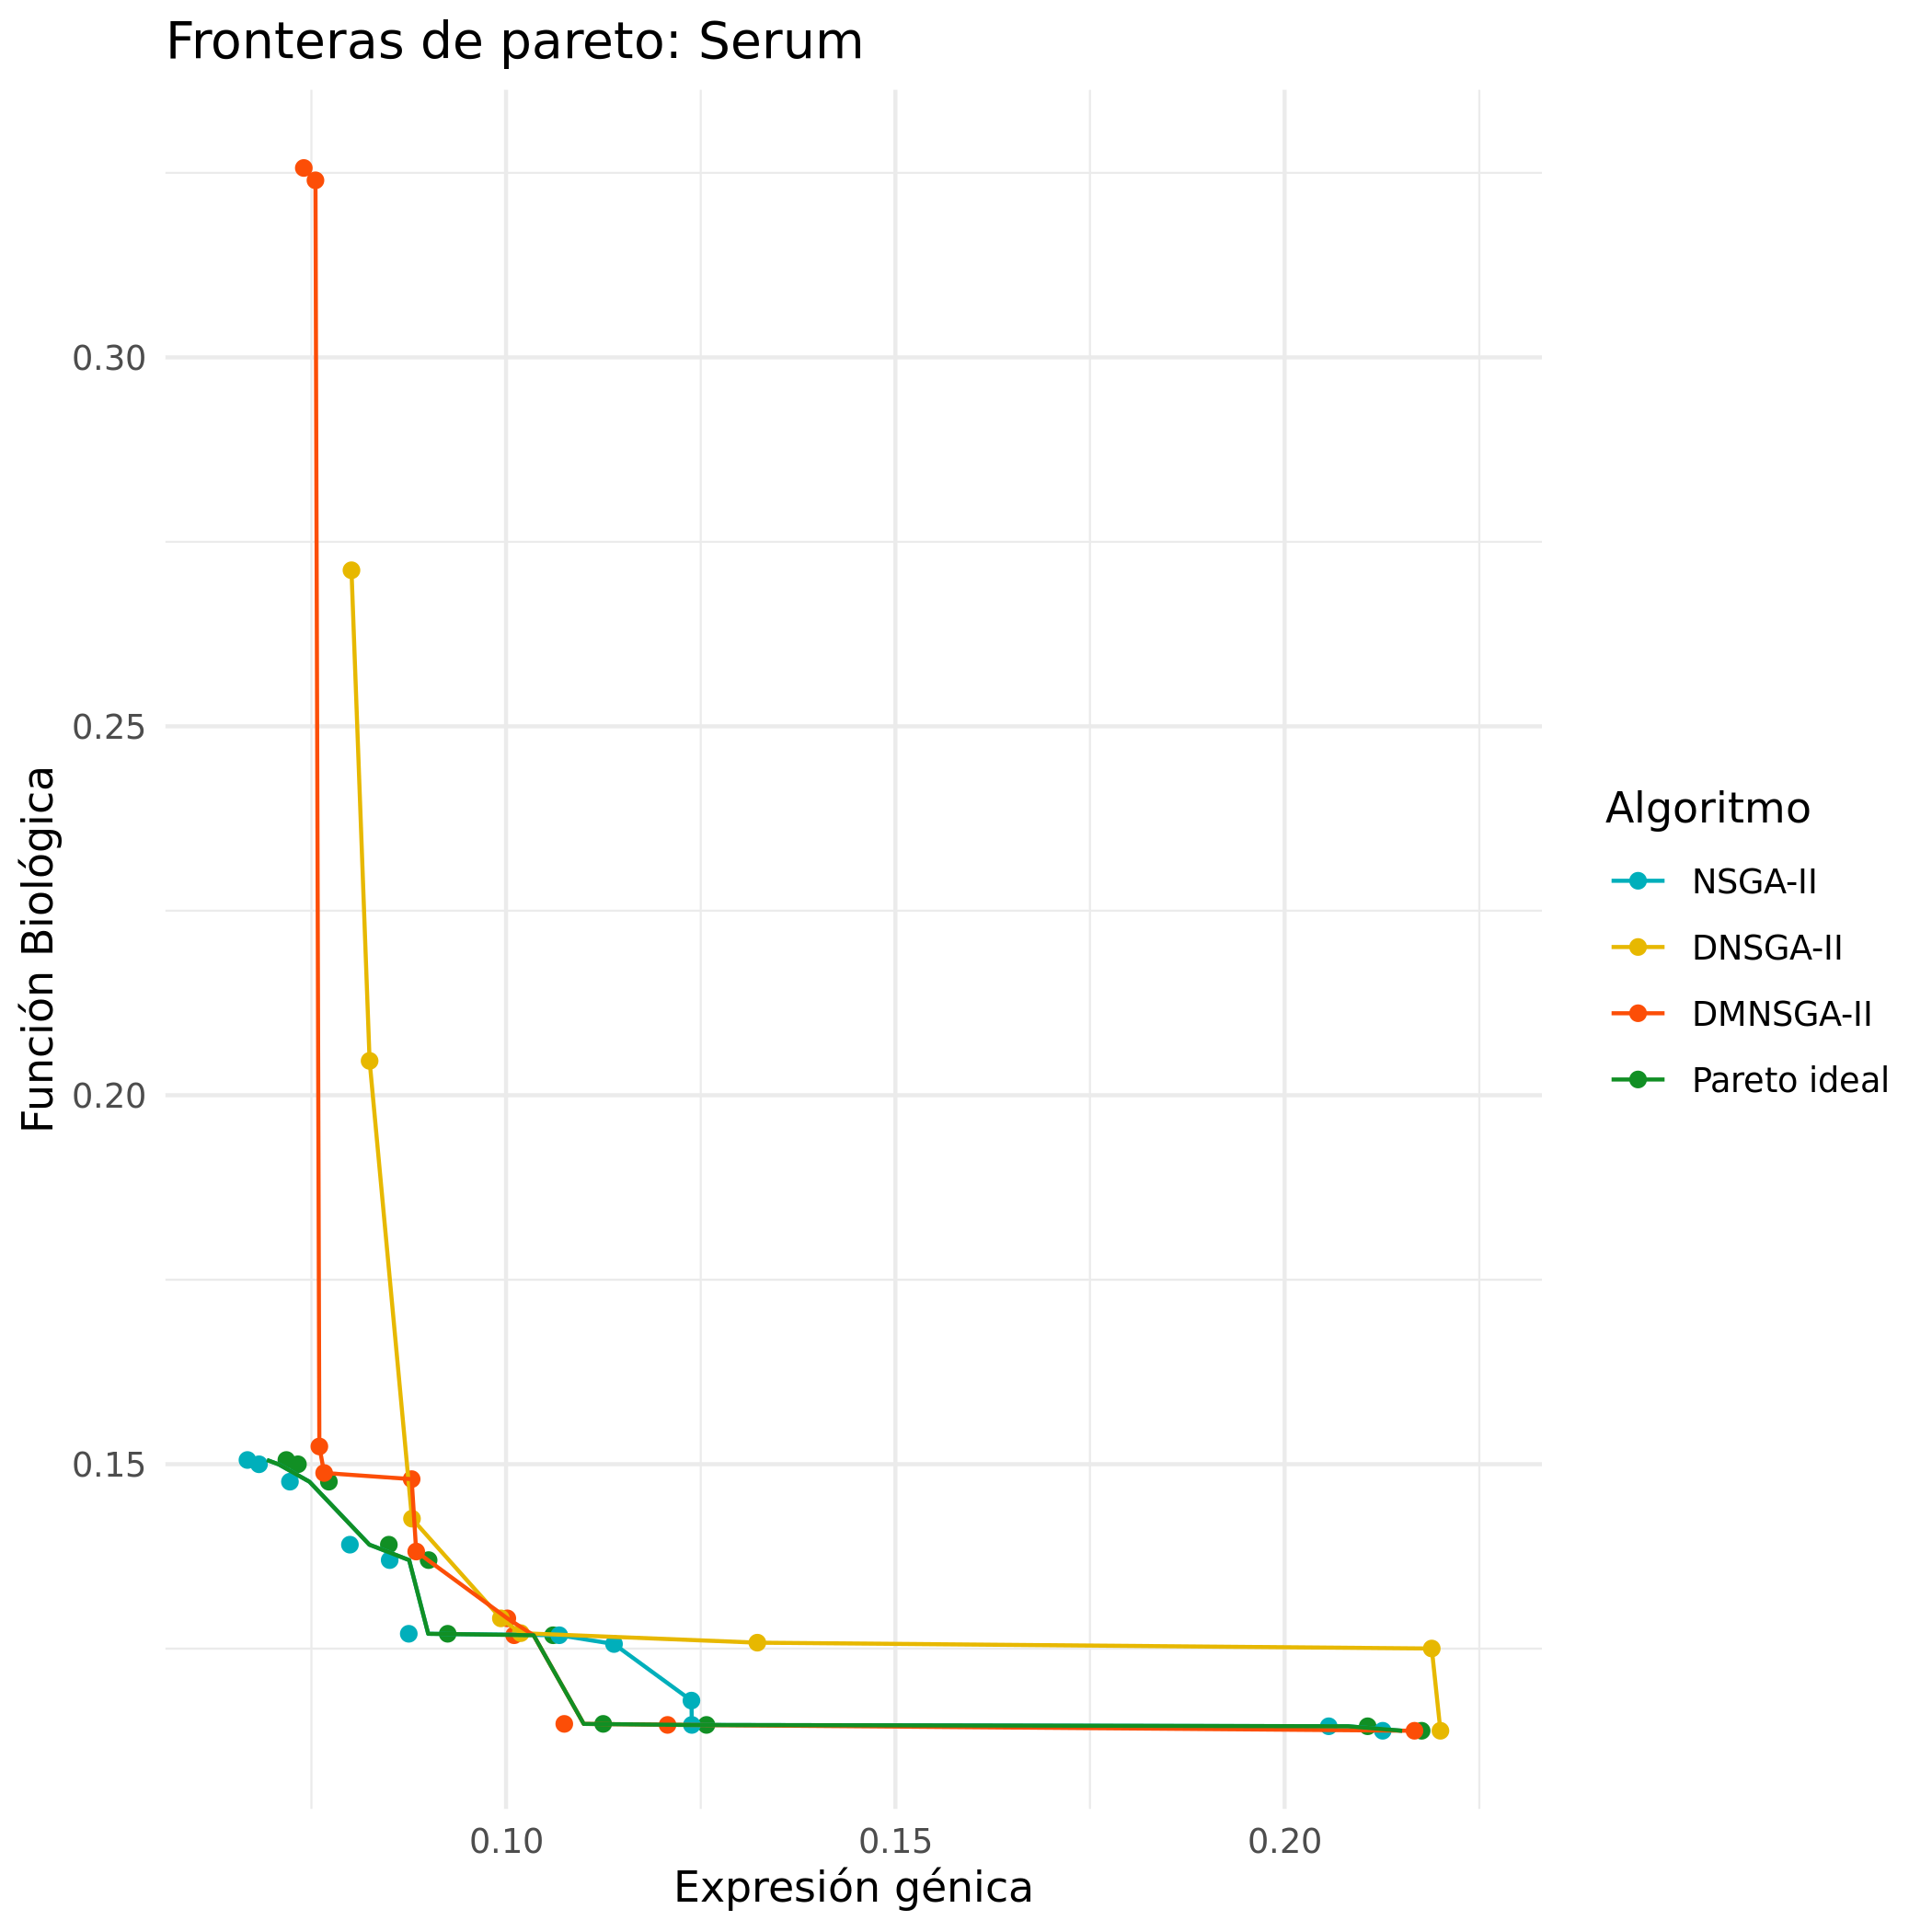 Fronteras de pareto: Serum
0.30
0.25
0.20
0.15
Función Biológica
0.10
0.15
0.20
Expresión génica
Algoritmo
NSGA-II
DNSGA-II
DMNSGA-II
Pareto ideal